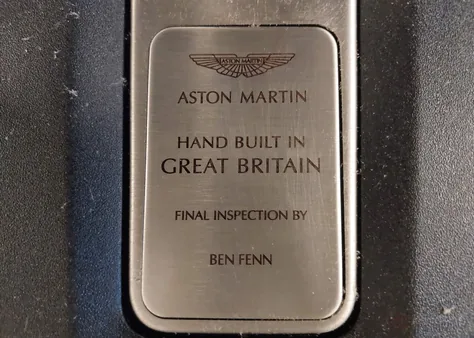 ASTON MARTIN
ASTON MARTIN
HAND BUILT IN
GREAT BRITAIN
FINAL INSPECTION BY
BEN FENN